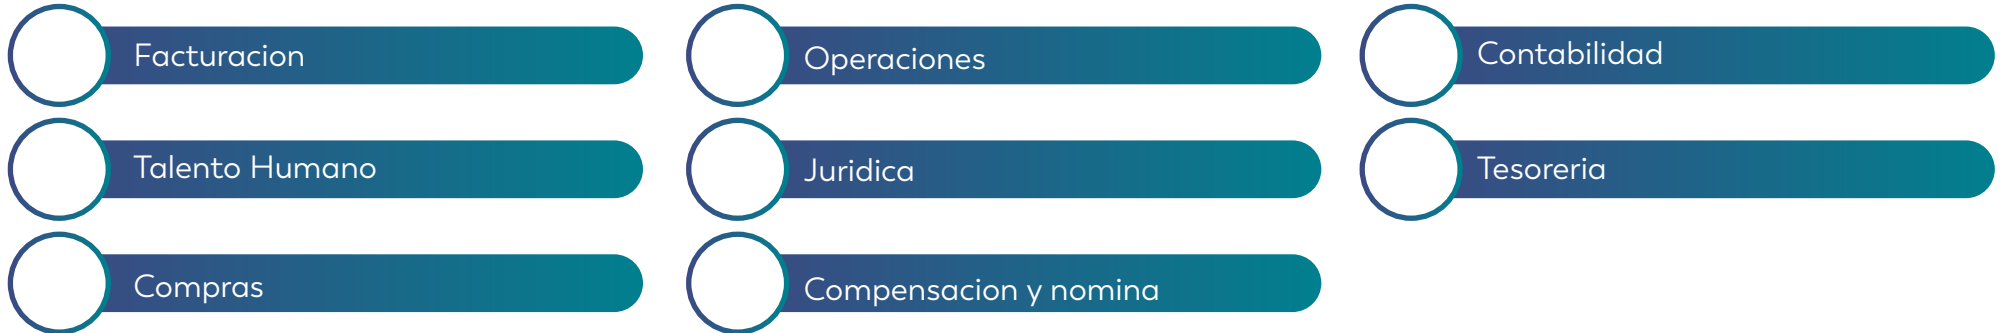 Facturacion
Operaciones
Contabilidad
Talento Humano
Juridica
Tesoreria
Compras
Compensacion y nomina